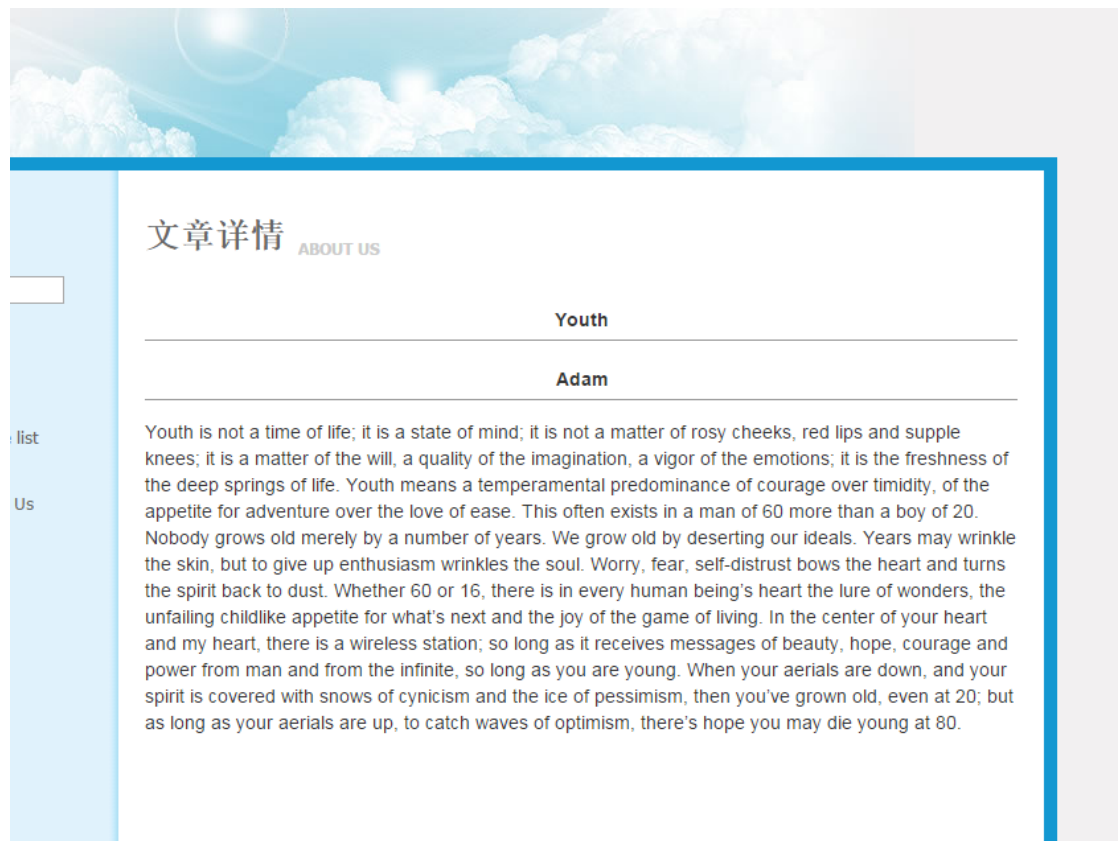 文章详情 ABOUT US
Youth
Adam
list
Us
Youth is not a time of life; it is a state of mind; it is not a matter of rosy cheeks, red lips and supple
knees; it is a matter of the will, a quality of the imagination, a vigor of the emotions; it is the freshness of
the deep springs of life. Youth means a temperamental predominance of courage over timidity, of the
appetite for adventure over the love of ease. This often exists in a man of 60 more than a boy of 20.
Nobody grows old merely by a number of years. We grow old by deserting our ideals. Years may wrinkle
the skin, but to give up enthusiasm wrinkles the soul. Worry, fear, self-distrust bows the heart and turns
the spirit back to dust. Whether 60 or 16, there is in every human being’s heart the lure of wonders, the
unfailing childlike appetite for what’s next and the joy of the game of living. In the center of your heart
and my heart, there is a wireless station; so long as it receives messages of beauty, hope, courage and
power from man and from the infinite, so long as you are young. When your aerials are down, and your
spirit is covered with snows of cynicism and the ice of pessimism, then you’ve grown old, even at 20; but
as long as your aerials are up, to catch waves of optimism, there’s hope you may die young at 80.